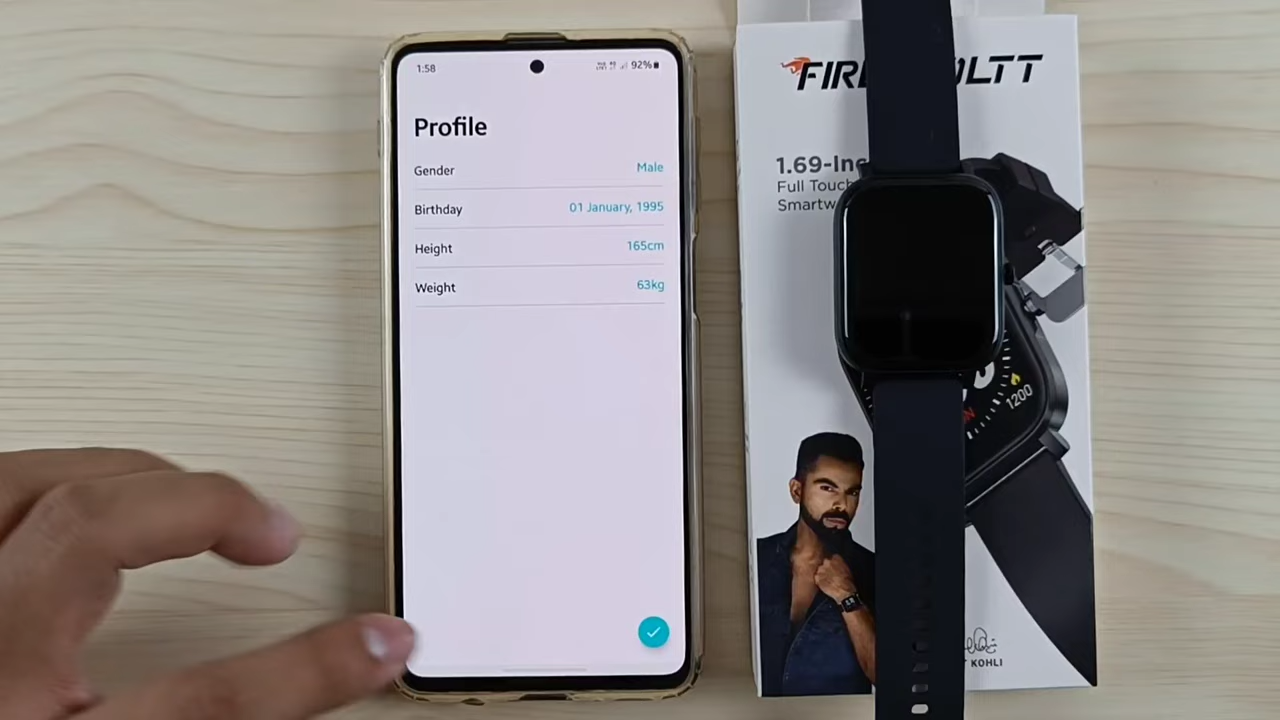 1:58
92%
Profile
Gender Male
Birthday 01 January, 1995
Height 165cm
Weight 63kg
FIRE OLTT
1.69-Inc
Full Touch
Smartw
1200
T KOHLI